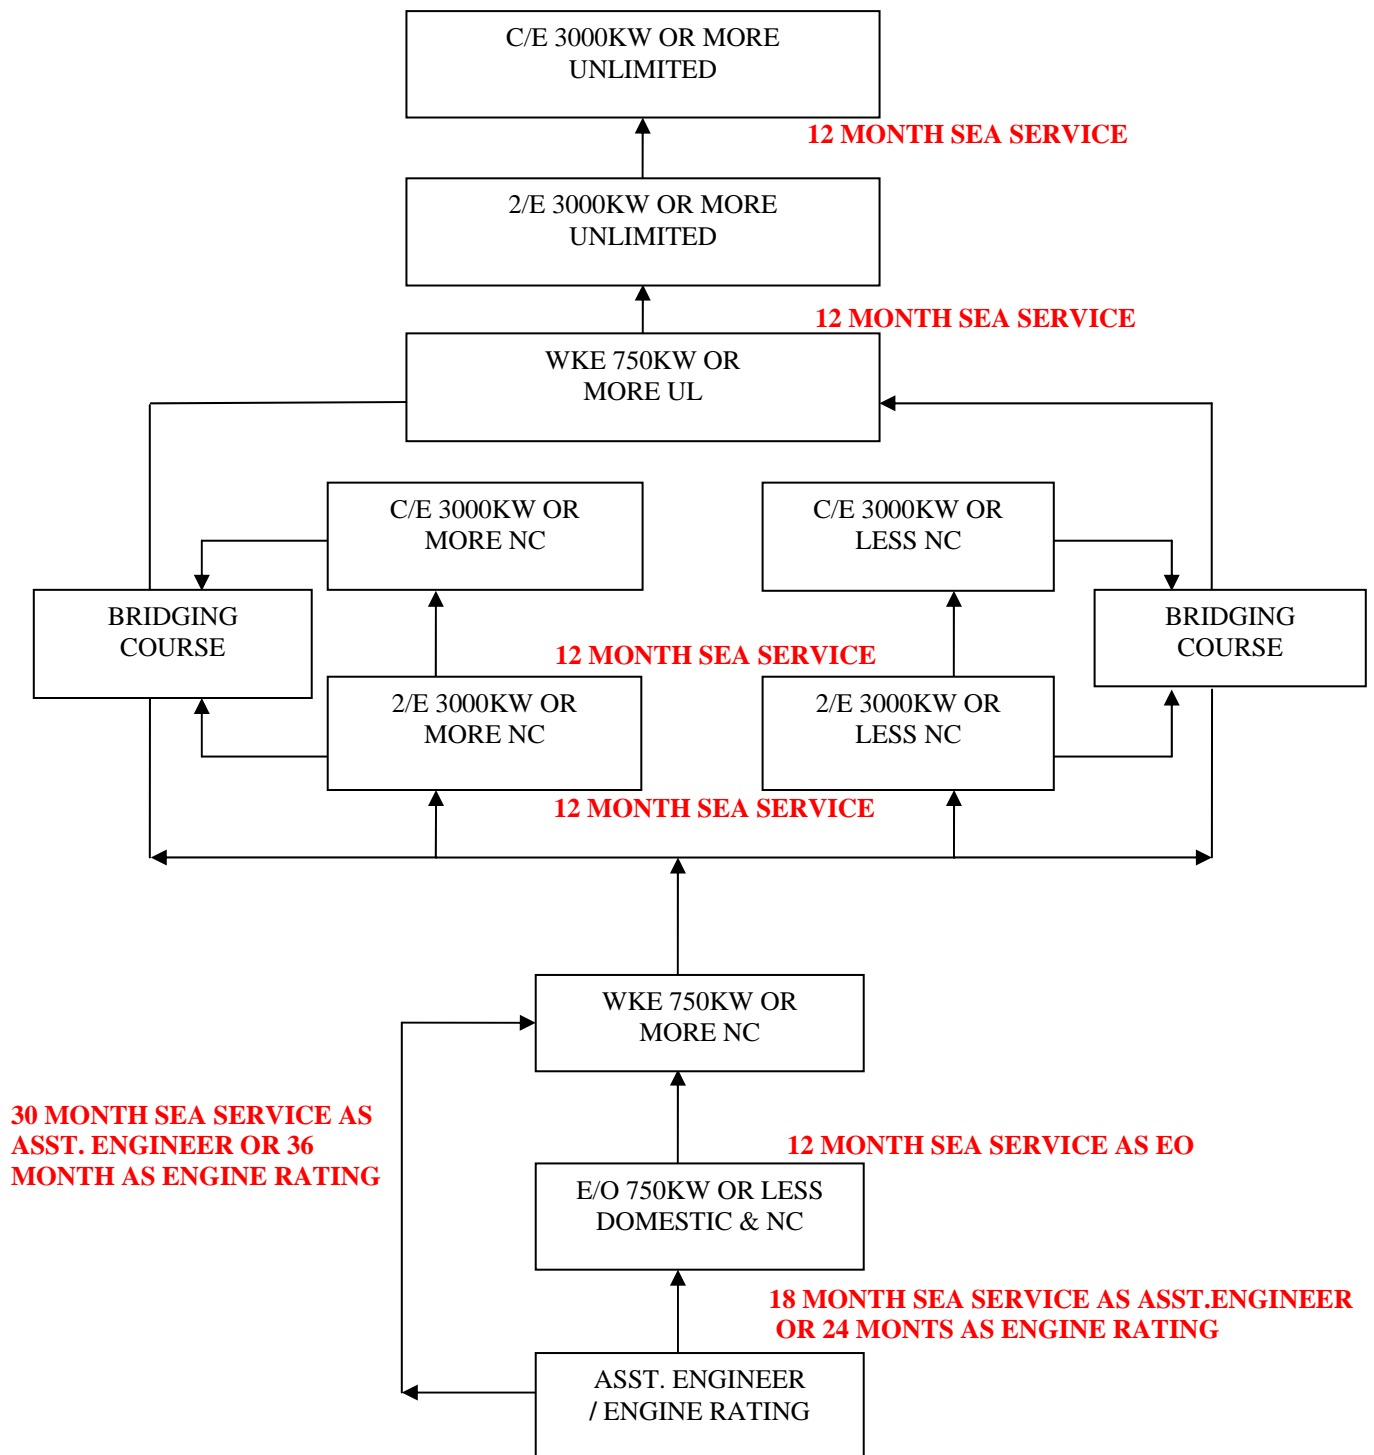 C/E 3000KW OR MORE
UNLIMITED
12 MONTH SEA SERVICE
2/E 3000KW OR MORE
UNLIMITED
12 MONTH SEA SERVICE
WKE 750KW OR
MORE UL
C/E 3000KW OR
MORE NC
C/E 3000KW OR
LESS NC
BRIDGING
COURSE
BRIDGING
COURSE
12 MONTH SEA SERVICE
2/E 3000KW OR
MORE NC
2/E 3000KW OR
LESS NC
12 MONTH SEA SERVICE
WKE 750KW OR
MORE NC
30 MONTH SEA SERVICE AS
ASST. ENGINEER OR 36
MONTH AS ENGINE RATING
12 MONTH SEA SERVICE AS EO
E/O 750KW OR LESS
DOMESTIC & NC
18 MONTH SEA SERVICE AS ASST.ENGINEER
OR 24 MONTS AS ENGINE RATING
ASST. ENGINEER
/ ENGINE RATING